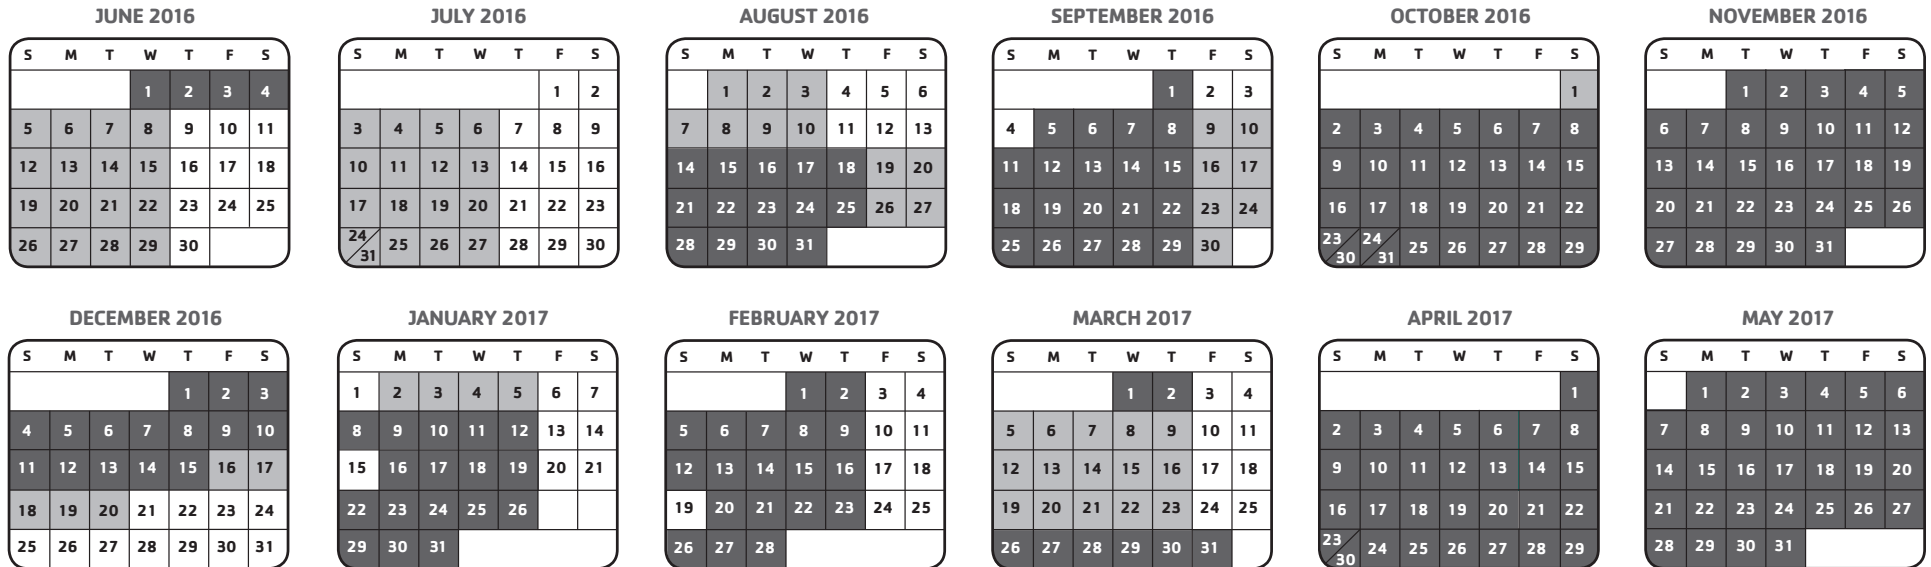 JUNE 2016
S M T W T F S
1 2 3 4
5 6 7 8 9 10 11
12 13 14 15 16 17 18
19 20 21 22 23 24 25
26 27 28 29 30
JULY 2016
S M T W T F S
1 2
3 4 5 6 7 8 9
10 11 12 13 14 15 16
17 18 19 20 21 22 23
24/31 25 26 27 28 29 30
AUGUST 2016
S M T W T F S
1 2 3 4 5 6
7 8 9 10 11 12 13
14 15 16 17 18 19 20
21 22 23 24 25 26 27
28 29 30 31
SEPTEMBER 2016
S M T W T F S
1 2 3
4 5 6 7 8 9 10
11 12 13 14 15 16 17
18 19 20 21 22 23 24
25 26 27 28 29 30
OCTOBER 2016
S M T W T F S
1
2 3 4 5 6 7 8
9 10 11 12 13 14 15
16 17 18 19 20 21 22
23/30 24/31 25 26 27 28 29
NOVEMBER 2016
S M T W T F S
1 2 3 4 5
6 7 8 9 10 11 12
13 14 15 16 17 18 19
20 21 22 23 24 25 26
27 28 29 30 31
DECEMBER 2016
S M T W T F S
1 2 3
4 5 6 7 8 9 10
11 12 13 14 15 16 17
18 19 20 21 22 23 24
25 26 27 28 29 30 31
JANUARY 2017
S M T W T F S
1 2 3 4 5 6 7
8 9 10 11 12 13 14
15 16 17 18 19 20 21
22 23 24 25 26
29 30 31
FEBRUARY 2017
S M T W T F S
1 2 3 4
5 6 7 8 9 10 11
12 13 14 15 16 17 18
19 20 21 22 23 24 25
26 27 28
MARCH 2017
S M T W T F S
1 2 3 4
5 6 7 8 9 10 11
12 13 14 15 16 17 18
19 20 21 22 23 24 25
26 27 28 29 30 31
APRIL 2017
S M T W T F S
1
2 3 4 5 6 7 8
9 10 11 12 13 14 15
16 17 18 19 20 21 22
23/30 24 25 26 27 28 29
MAY 2017
S M T W T F S
1 2 3 4 5 6
7 8 9 10 11 12 13
14 15 16 17 18 19 20
21 22 23 24 25 26 27
28 29 30 31